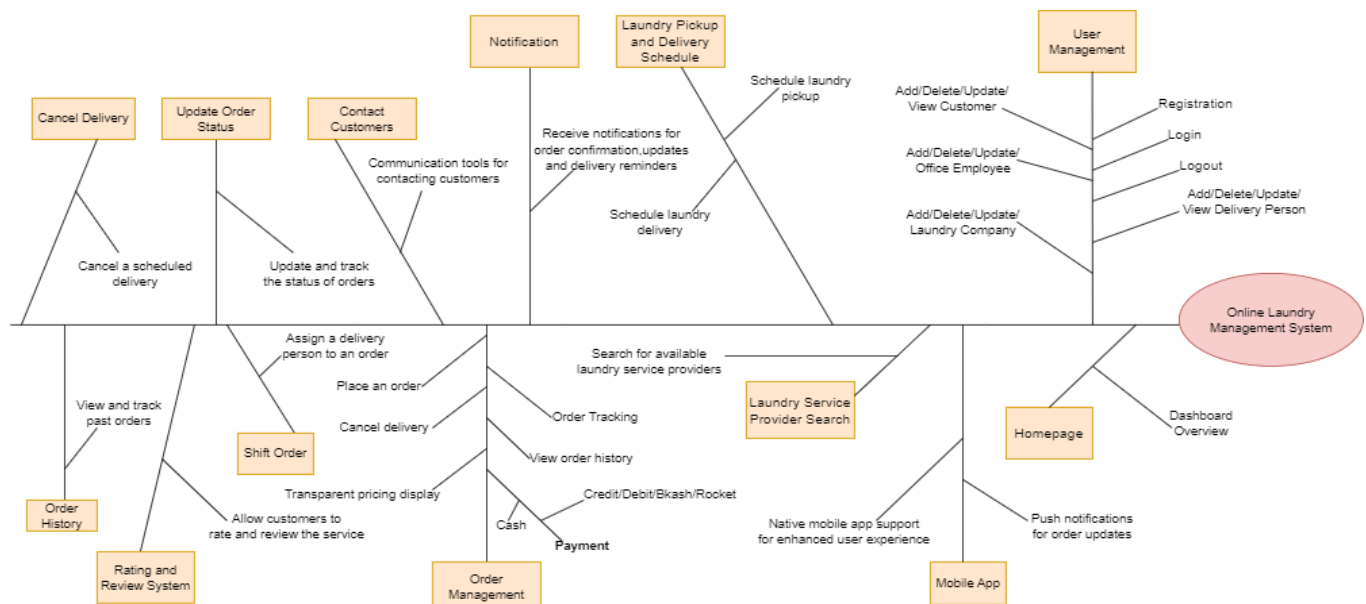 Notification
Laundry Pickup
and Delivery
Schedule
User
Management
Cancel Delivery
Update Order
Status
Contact
Customers
Schedule laundry
pickup
Add/Delete/Update/
View Customer
Registration
Login
Logout
Receive notifications for
order confirmation,updates
and delivery reminders
Communication tools for
contacting customers
Add/Delete/Update/
Office Employee
Add/Delete/Update/
View Delivery Person
Schedule laundry
delivery
Add/Delete/Update/
Laundry Company
Cancel a scheduled
delivery
Update and track
the status of orders
Online Laundry
Management System
Assign a delivery
person to an order
Place an order
Search for available
laundry service providers
View and track
past orders
Cancel delivery
Order Tracking
Laundry Service
Provider Search
Homepage
Dashboard
Overview
Shift Order
View order history
Transparent pricing display
Credit/Debit/Bkash/Rocket
Order
History
Allow customers to
rate and review the service
Cash
Payment
Native mobile app support
for enhanced user experience
Push notifications
for order updates
Rating and
Review System
Order
Management
Mobile App